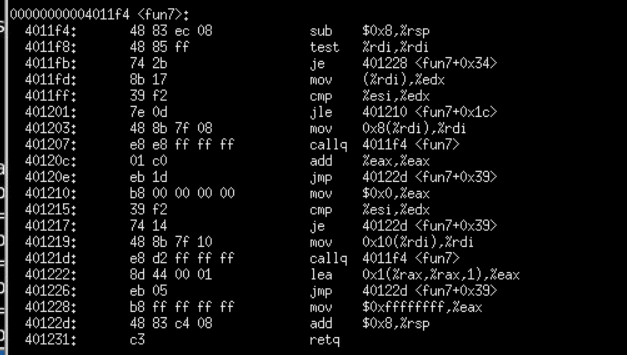 00000000004011f4 <fun7>:
4011f4: 48 83 ec 08 sub $0x8,%rsp
4011f8: 48 85 ff test %rdi,%rdi
4011fb: 74 2b je 401228 <fun7+0x34>
4011fd: 8b 17 mov (%rdi),%edx
4011ff: 39 f2 cmp %esi,%edx
401201: 7e 0d jle 401210 <fun7+0x1c>
401203: 48 8b 7f 08 mov 0x8(%rdi),%rdi
401207: e8 e8 ff ff ff callq 4011f4 <fun7>
40120c: 01 c0 add %eax,%eax
40120e: eb 1d jmp 40122d <fun7+0x39>
401210: b8 00 00 00 00 mov $0x0,%eax
401215: 39 f2 cmp %esi,%edx
401217: 74 14 je 40122d <fun7+0x39>
401219: 48 8b 7f 10 mov 0x10(%rdi),%rdi
40121d: e8 d2 ff ff ff callq 4011f4 <fun7>
401222: 8d 44 00 01 lea 0x1(%rax,%rax,1),%eax
401226: eb 05 jmp 40122d <fun7+0x39>
401228: b8 ff ff ff ff mov $0xffffffff,%eax
40122d: 48 83 c4 08 add $0x8,%rsp
401231: c3 retq